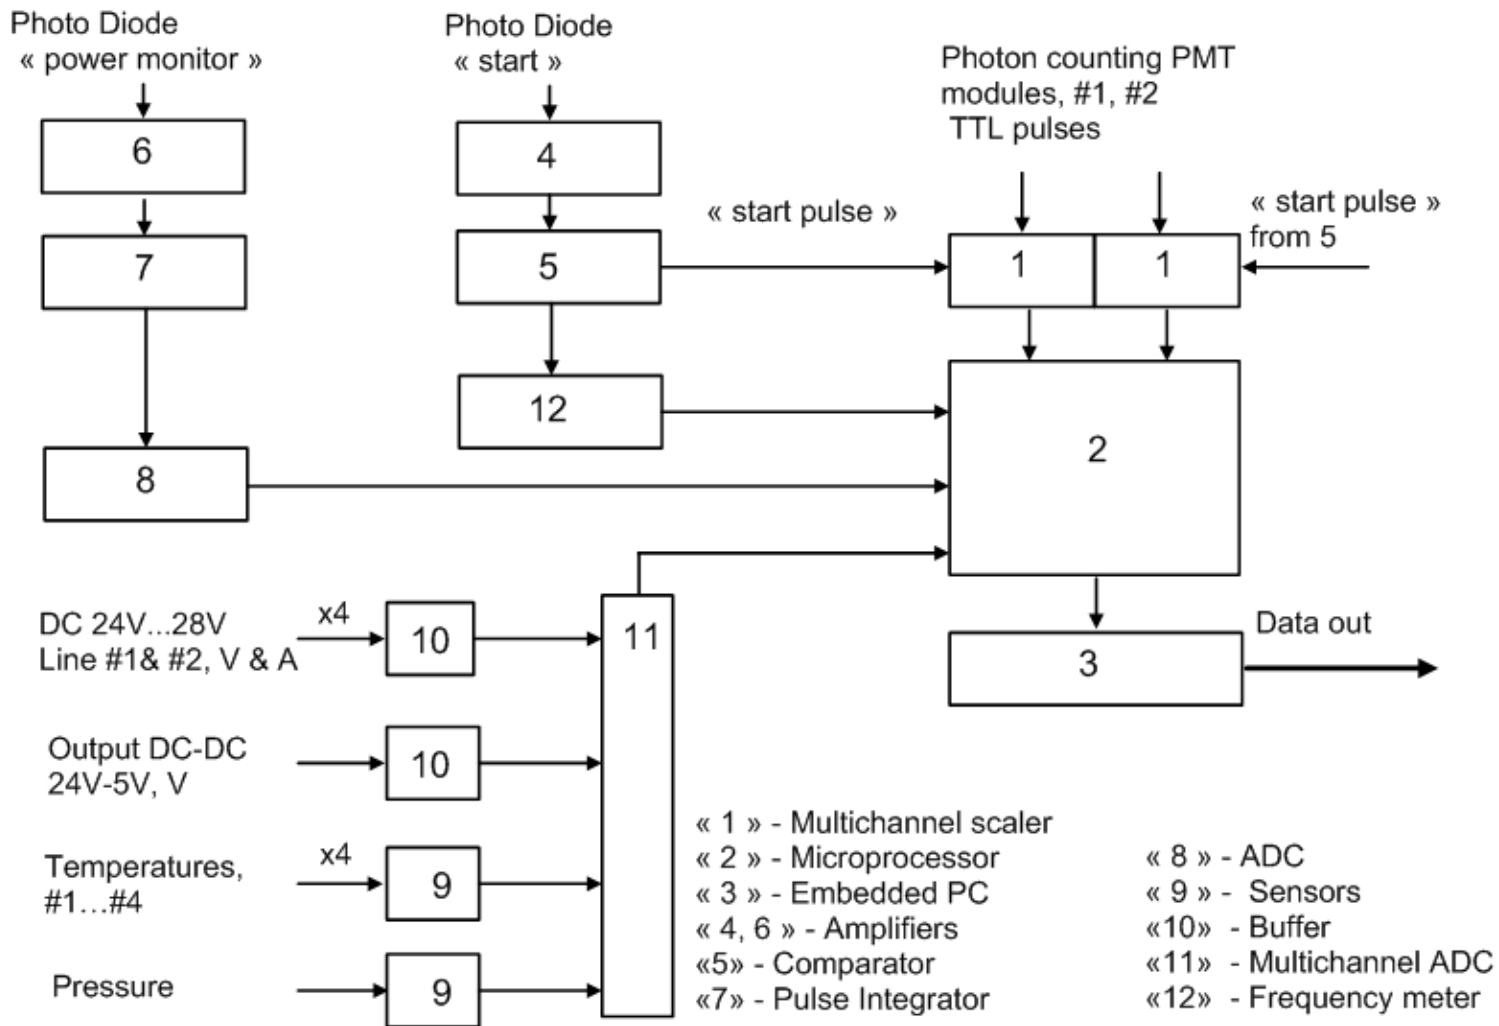 Photo Diode
« power monitor »
Photo Diode
« start »
Photon counting PMT
modules, #1, #2
TTL pulses
6
4
« start pulse »
« start pulse »
from 5
7
5
1
1
12
2
8
DC 24V...28V
Line #1& #2, V & A
x4
10
11
3
Data out
Output DC-DC
24V-5V, V
10
Temperatures,
#1...#4
x4
9
Pressure
9
« 1 » - Multichannel scaler
« 2 » - Microprocessor
« 3 » - Embedded PC
« 4, 6 » - Amplifiers
«5» - Comparator
«7» - Pulse Integrator
« 8 » - ADC
« 9 » - Sensors
«10» - Buffer
«11» - Multichannel ADC
«12» - Frequency meter